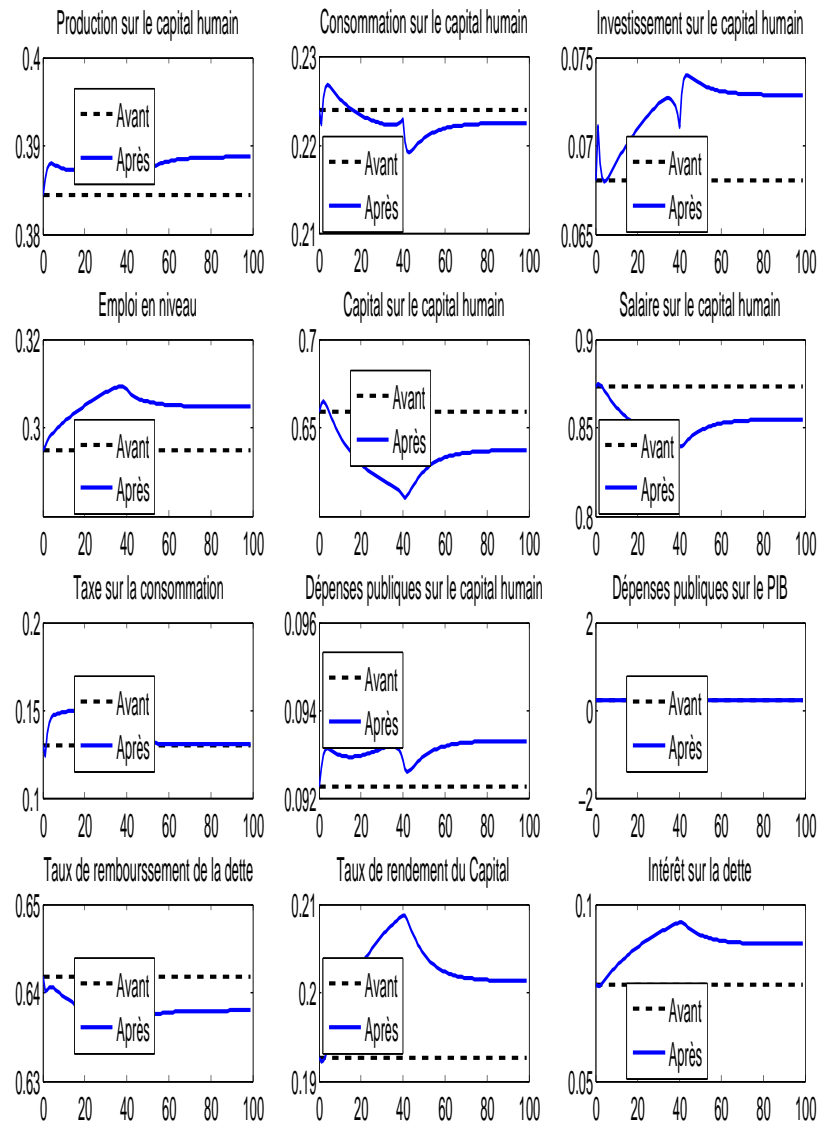 Production sur le capital humain
0.4
0.39
0.38
0 20 40 60 80 100
Avant
Après
Consommation sur le capital humain
0.23
0.22
0.21
0 20 40 60 80 100
Avant
Après
Investissement sur le capital humain
0.075
0.07
0.065
0 20 40 60 80 100
Avant
Après
Emploi en niveau
0.32
0.3
0 20 40 60 80 100
Avant
Après
Capital sur le capital humain
0.7
0.65
0 20 40 60 80 100
Avant
Après
Salaire sur le capital humain
0.9
0.85
0.8
0 20 40 60 80 100
Avant
Après
Taxe sur la consommation
0.2
0.15
0.1
0 20 40 60 80 100
Avant
Après
Dépenses publiques sur le capital humain
0.096
0.094
0.092
0 20 40 60 80 100
Avant
Après
Dépenses publiques sur le PIB
2
0
−2
0 20 40 60 80 100
Avant
Après
Taux de rembourssement de la dette
0.65
0.64
0.63
0 20 40 60 80 100
Avant
Après
Taux de rendement du Capital
0.21
0.2
0.19
0 20 40 60 80 100
Avant
Après
Intérêt sur la dette
0.1
0.05
0 20 40 60 80 100
Avant
Après